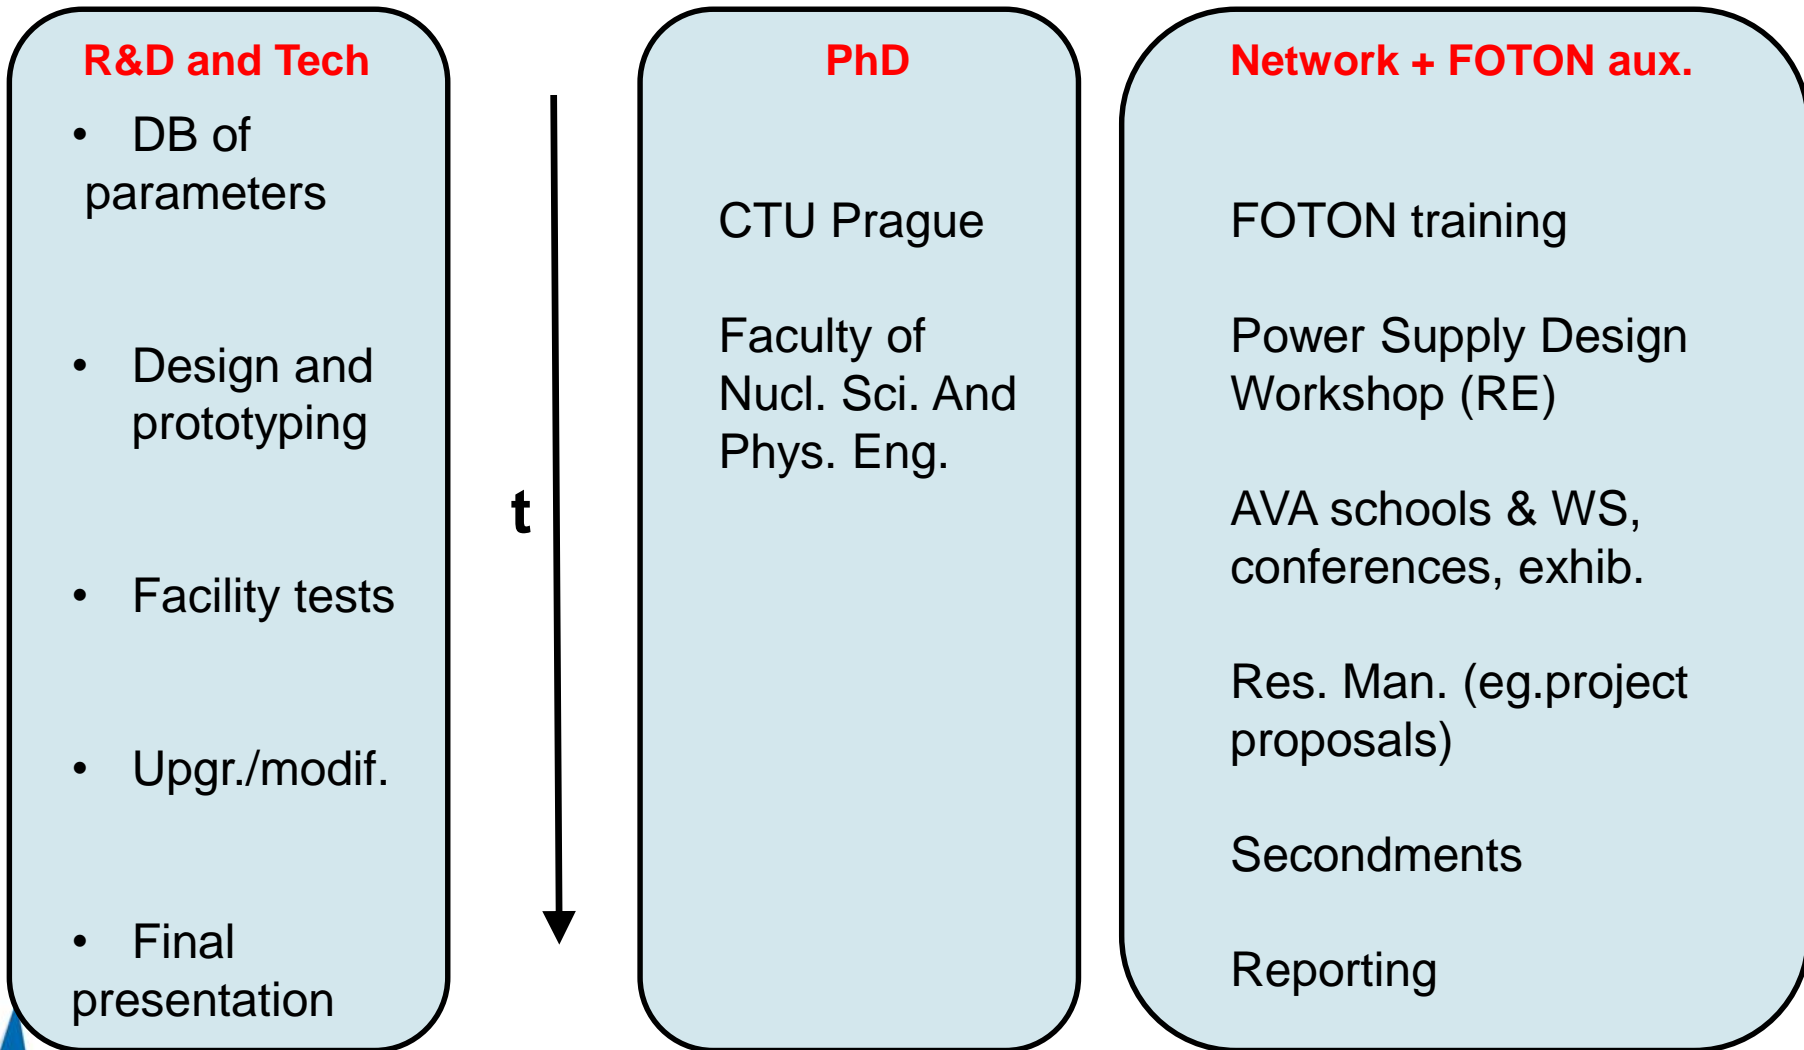 R&D and Tech
• DB of
parameters
• Design and
prototyping
• Facility tests
• Upgr./modif.
• Final
presentation
t
PhD
CTU Prague
Faculty of
Nucl. Sci. And
Phys. Eng.
Network + FOTON aux.
FOTON training
Power Supply Design
Workshop (RE)
AVA schools & WS,
conferences, exhib.
Res. Man. (eg.project
proposals)
Secondments
Reporting